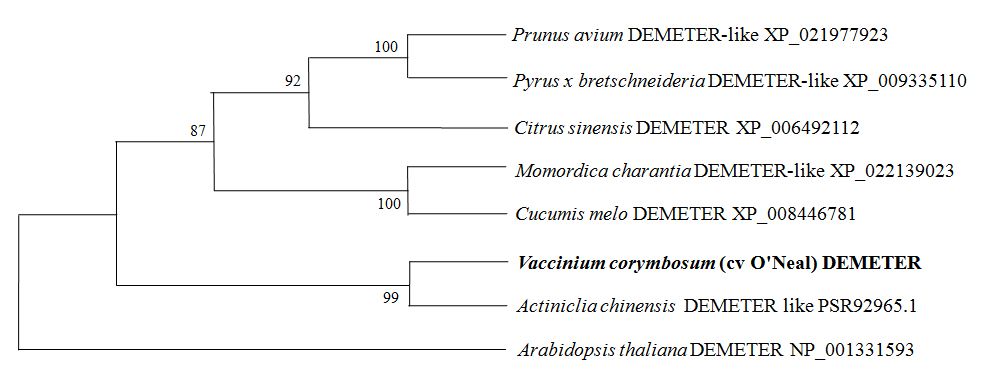 Prunus avium DEMETER-like XP_021977923
100
Pyrus x bretschneideria DEMETER-like XP_009335110
92
Citrus sinensis DEMETER XP_006492112
87
Momordica charantia DEMETER-like XP_022139023
100
Cucumis melo DEMETER XP_008446781
Vaccinium corymbosum (cv O'Neal) DEMETER
99
Actiniclia chinensis DEMETER like PSR92965.1
Arabidopsis thaliana DEMETER NP_001331593